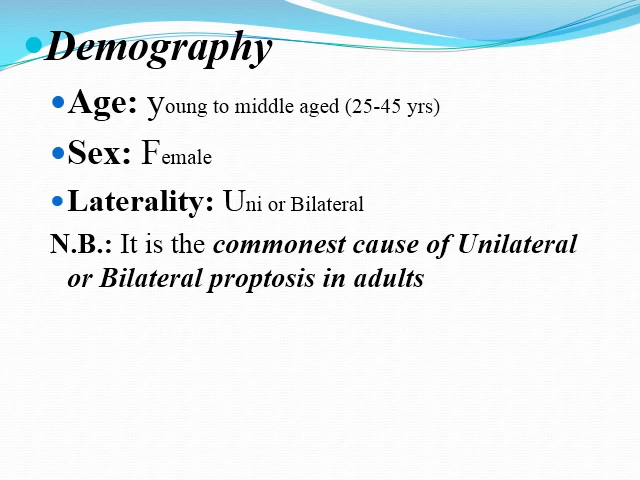 Demography
Age: young to middle aged (25-45 yrs)
Sex: Female
Laterality: Uni or Bilateral
N.B.: It is the commonest cause of Unilateral
or Bilateral proptosis in adults